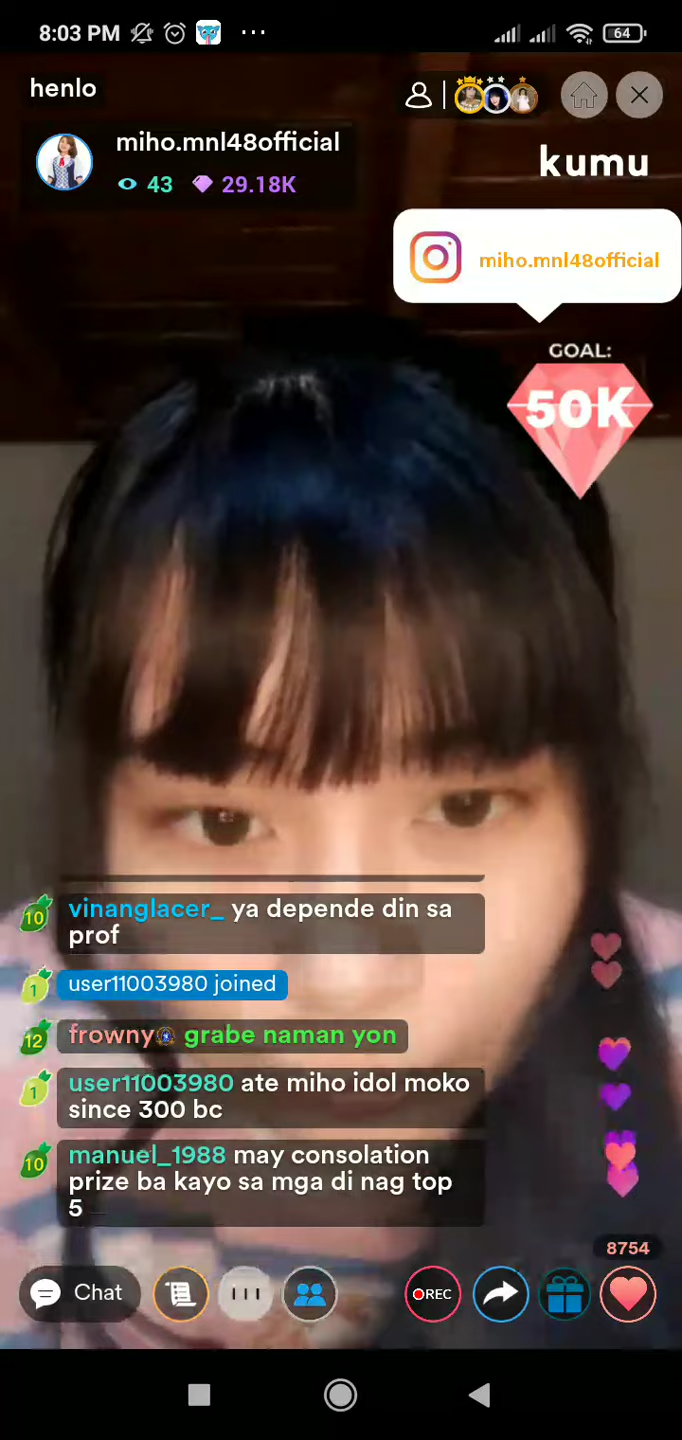 8:03 PM
64
henlo
miho.mnl48official
43
29.18K
kumu
miho.mnl48official
GOAL:
50K
10 vinanglacer_ ya depende din sa
prof
1 user11003980 joined
12 frowny grabe naman yon
1 user11003980 ate miho idol moko
since 300 bc
10 manuel_1988 may consolation
prize ba kayo sa mga di nag top
5
8754
Chat
REC